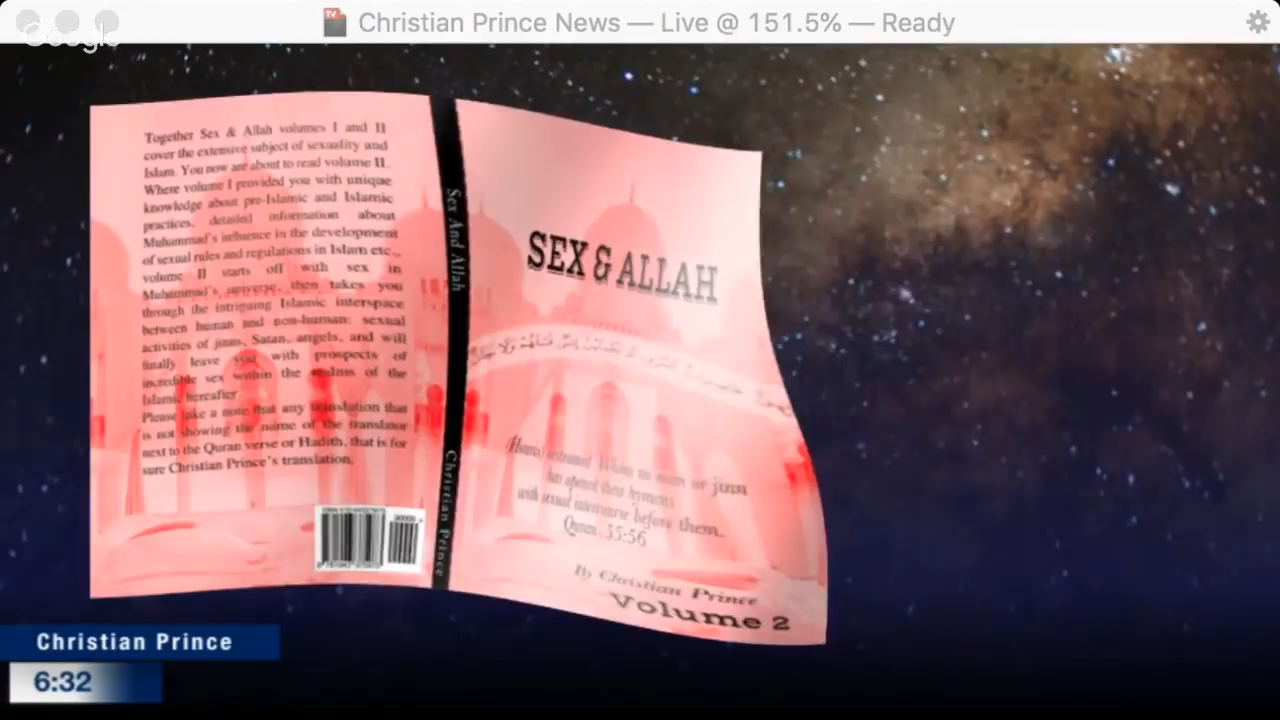 Christian Prince News — Live @ 151.5% — Ready
Google
Together Sex & Allah volumes I and II
cover the extensive subject of sexuality and
Islam. You now are about to read volume II.
Where volume I provided you with unique
knowledge about pre-Islamic and Islamic
practices, detailed information about
Muhammad's influence in the development
of sexual rules and regulations in Islam etc.,
volume II starts off with sex in
Muhammad's universe, then takes you
through the intriguing Islamic interspace
between human and non-human: sexual
activities of jinns, Satan, angels, and will
finally leave you with prospects of
incredible sex within the realms of the
Islamic hereafter
Please take a note that any translation that
is not showing the name of the translator
next to the Quran verse or Hadith, that is for
sure Christian Prince's translation.
Sex And Allah
Christian Prince
SEX & ALLAH
man or jinn
has opened their hymens
with sexual intercourse before them.
Quran 55:56
By Christian Prince
Volume 2
Christian Prince
6:32